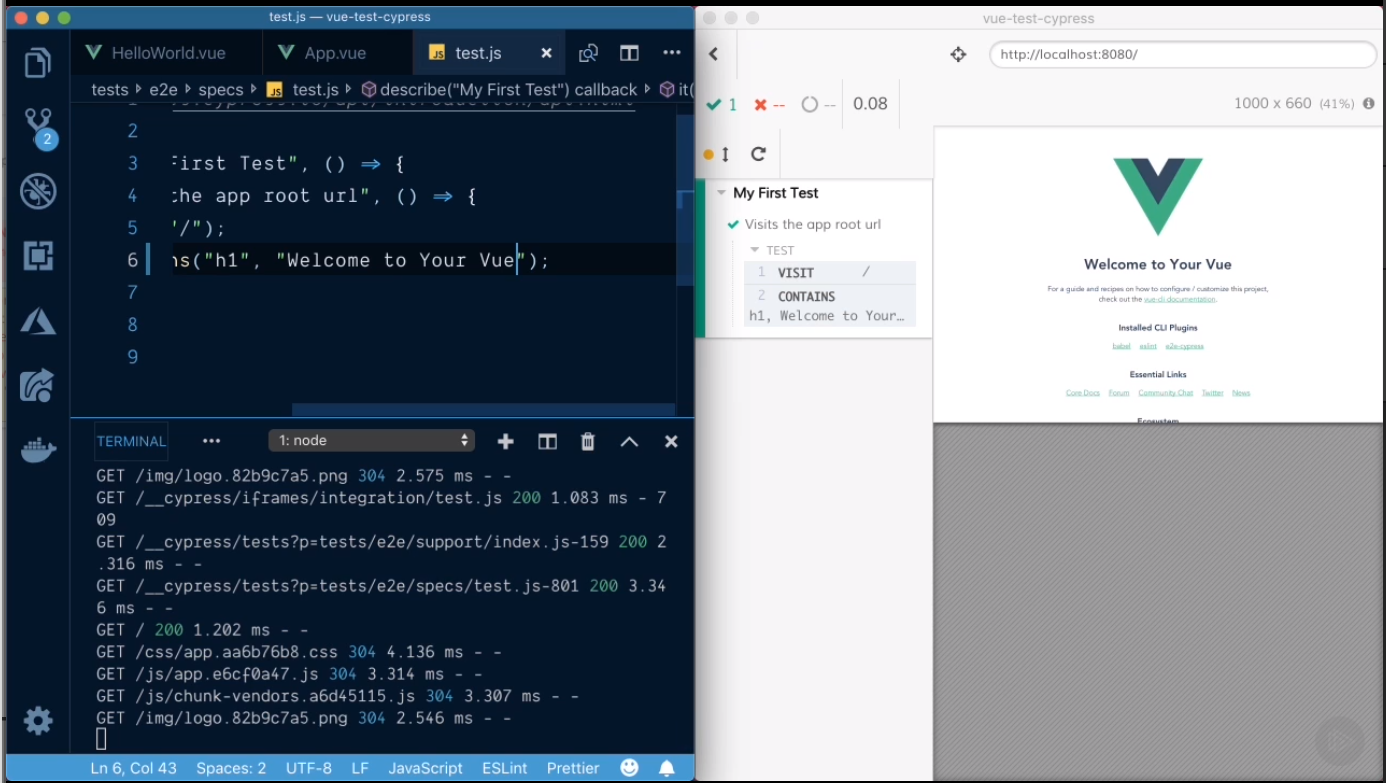 test.js — vue-test-cypress
HelloWorld.vue
App.vue
JS test.js
tests e2e specs JS test.js describe("My First Test") callback it(
2
3 First Test", () ⇒ {
4 the app root url", () ⇒ {
5 "/");
6 ns("h1", "Welcome to Your Vue");
7
8
9
2
TERMINAL
1: node
GET /img/logo.82b9c7a5.png 304 2.575 ms - -
GET /__cypress/iframes/integration/test.js 200 1.083 ms - 7
09
GET /__cypress/tests?p=tests/e2e/support/index.js-159 200 2
.316 ms - -
GET /__cypress/tests?p=tests/e2e/specs/test.js-801 200 3.34
6 ms - -
GET / 200 1.202 ms - -
GET /css/app.aa6b76b8.css 304 4.136 ms - -
GET /js/app.e6cf0a47.js 304 3.314 ms - -
GET /js/chunk-vendors.a6d45115.js 304 3.307 ms - -
GET /img/logo.82b9c7a5.png 304 2.546 ms - -
Ln 6, Col 43 Spaces: 2 UTF-8 LF JavaScript ESLint Prettier
vue-test-cypress
http://localhost:8080/
1 -- -- 0.08
1000 x 660 (41%)
My First Test
Visits the app root url
TEST
1 VISIT /
2 CONTAINS
h1, Welcome to Your…
Welcome to Your Vue
For a guide and recipes on how to configure / customize this project,
check out the vue-cli documentation.
Installed CLI Plugins
babel eslint e2e-cypress
Essential Links
Core Docs Forum Community Chat Twitter News
Ecosystem